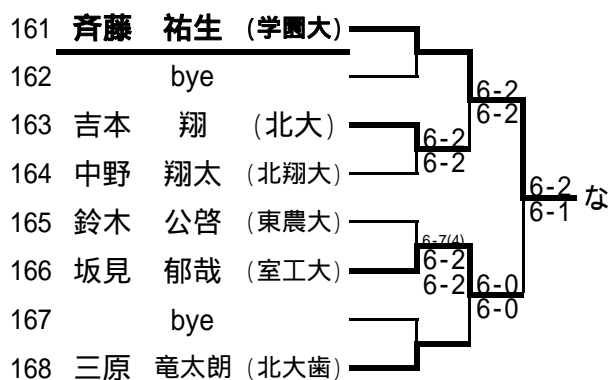 161 斉藤 祐生 (学園大)
162 bye
6-2
6-2
163 吉本 翔 (北大)
6-2
6-2
164 中野 翔太 (北翔大)
6-2
6-1
な
165 鈴木 公啓 (東農大)
6-7(4)
6-2
6-2
166 坂見 郁哉 (室工大)
6-0
6-0
167 bye
168 三原 竜太朗 (北大歯)